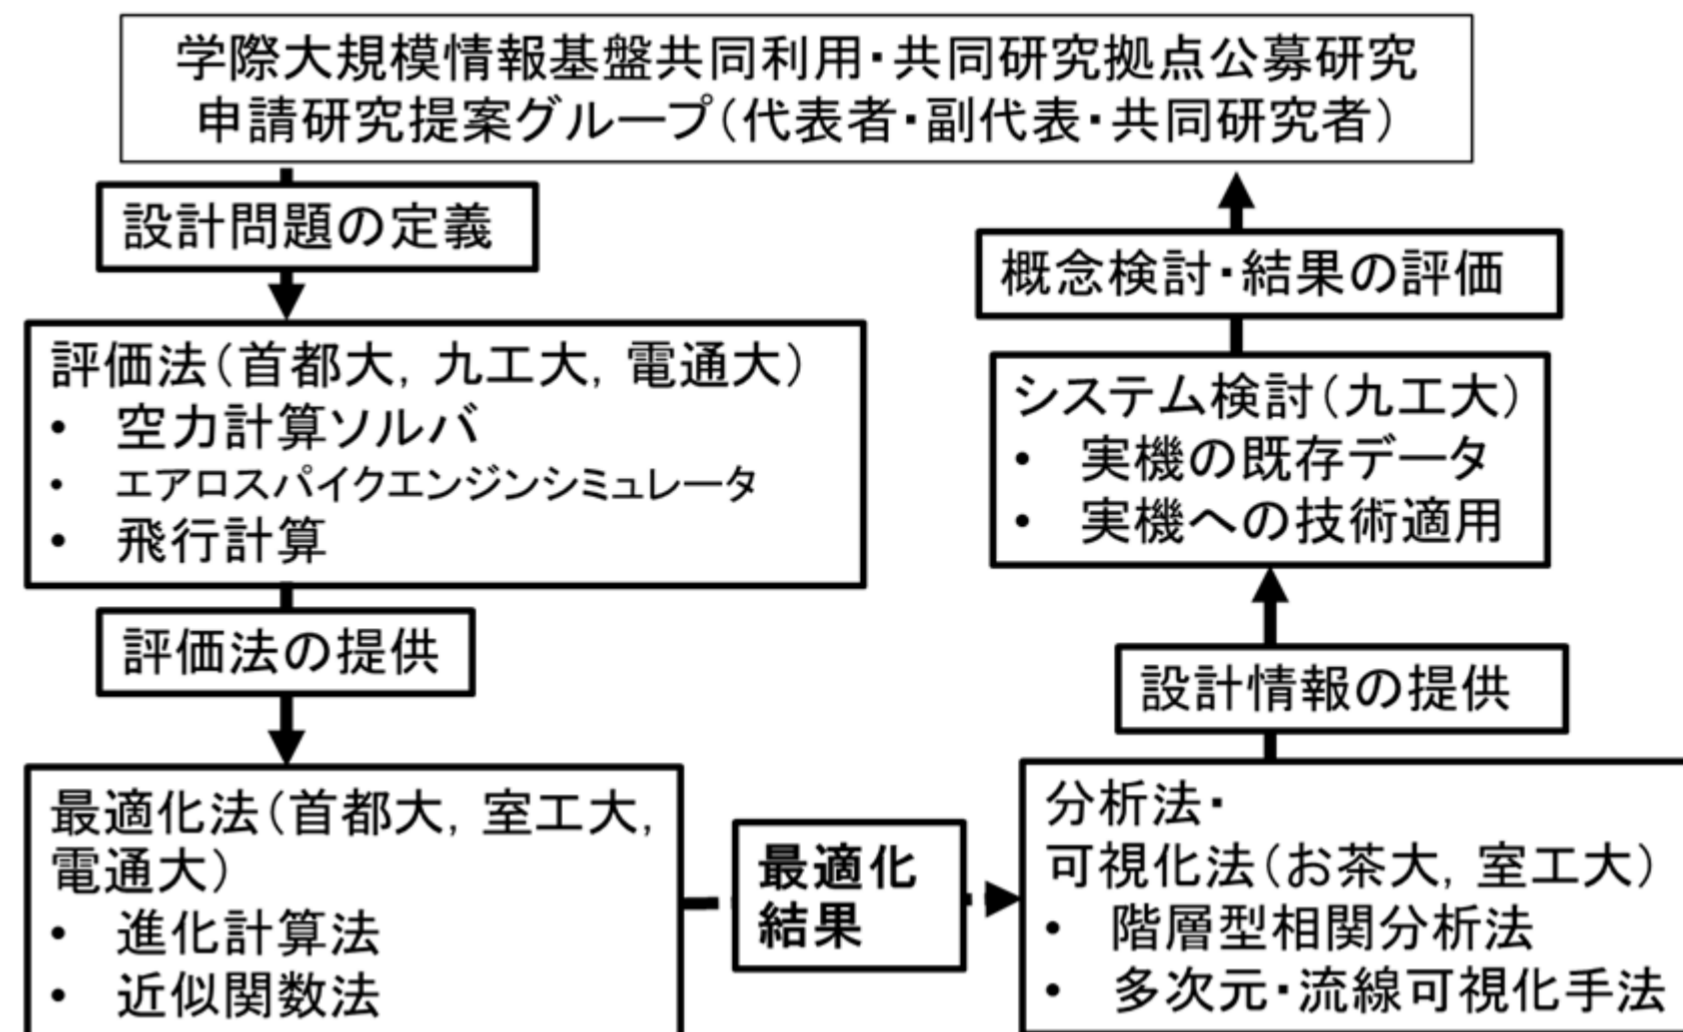 学際大規模情報基盤共同利用・共同研究拠点公募研究
申請研究提案グループ(代表者・副代表・共同研究者)
設計問題の定義
評価法(首都大, 九工大, 電通大)
• 空力計算ソルバ
• エアロスパイクエンジンシミュレータ
• 飛行計算
評価法の提供
最適化法(首都大, 室工大,
電通大)
• 進化計算法
• 近似関数法
最適化
結果
分析法・
可視化法(お茶大, 室工大)
• 階層型相関分析法
• 多次元・流線可視化手法
設計情報の提供
システム検討(九工大)
• 実機の既存データ
• 実機への技術適用
概念検討・結果の評価